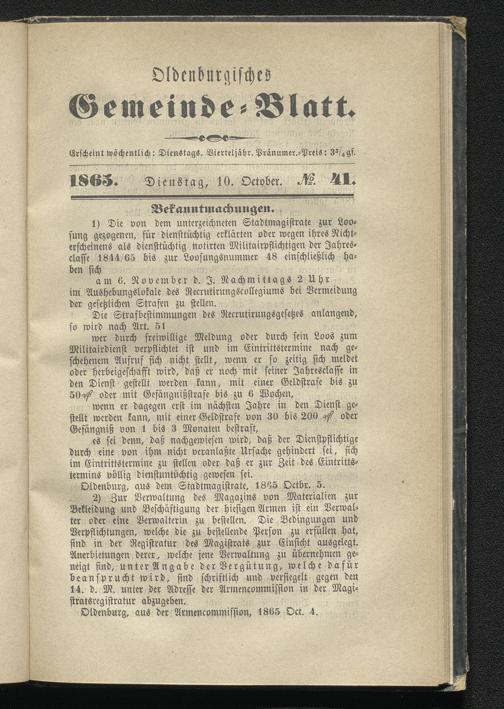 Oldenburgisches
Gemeinde-Blatt.
Erscheint wöchentlich: Dienstags. Vierteljähr. Pränumer.-Preis: 3¾ gs.
1865. Dienstag, 10. October. №. 41.
Bekanntmachungen.
1) Die von dem unterzeichneten Stadtmagistrate zur Loo-
sung gezogenen, für diensttüchtig erklärten oder wegen ihres Nicht-
erscheinens als diensttüchtig notirten Militairpflichtigen der Jahres-
classe 1844/65 bis zur Loosungsnummer 48 einschließlich ha-
ben sich
am 6. November d. J. Nachmittags 2 Uhr
im Aushebungslokale des Recrutirungscollegiums bei Vermeidung
der gesetzlichen Strafen zu stellen.
Die Strafbestimmungen des Recrutirungsgesetzes anlangend,
so wird nach Art. 51
wer durch freiwillige Meldung oder durch sein Loos zum
Militairdienst verpflichtet ist und im Eintrittstermine nach ge-
schehenem Aufruf sich nicht stellt, wenn er so zeitig sich meldet
oder herbeigeschafft wird, daß er noch mit seiner Jahresclasse in
den Dienst gestellt werden kann, mit einer Geldstrafe bis zu
50 ₰ oder mit Gefängnißstrafe bis zu 6 Wochen,
wenn er dagegen erst im nächsten Jahre in den Dienst ge-
stellt werden kann, mit einer Geldstrafe von 30 bis 200 ₰ oder
Gefängniß von 1 bis 3 Monaten bestraft,
es sei denn, daß nachgewiesen wird, daß der Dienstpflichtige
durch eine von ihm nicht veranlaßte Ursache gehindert sei, sich
im Eintrittstermine zu stellen oder daß er zur Zeit des Eintritts-
termins völlig dienstuntüchtig gewesen sei.
Oldenburg, aus dem Stadtmagistrate, 1865 Octbr. 5.
2) Zur Verwaltung des Magazins von Materialien zur
Bekleidung und Beschäftigung der hiesigen Armen ist ein Verwal-
ter oder eine Verwalterin zu bestellen. Die Bedingungen und
Verpflichtungen, welche die zu bestellende Person zu erfüllen hat,
sind in der Registratur des Magistrats zur Einsicht ausgelegt.
Anerbietungen derer, welche jene Verwaltung zu übernehmen ge-
neigt sind, unter Angabe der Vergütung, welche dafür
beansprucht wird, sind schriftlich und versiegelt gegen den
14. d. M. unter der Adresse der Armencommission in der Magi-
stratsregistratur abzugeben.
Oldenburg, aus der Armencommission, 1865 Oct. 4.